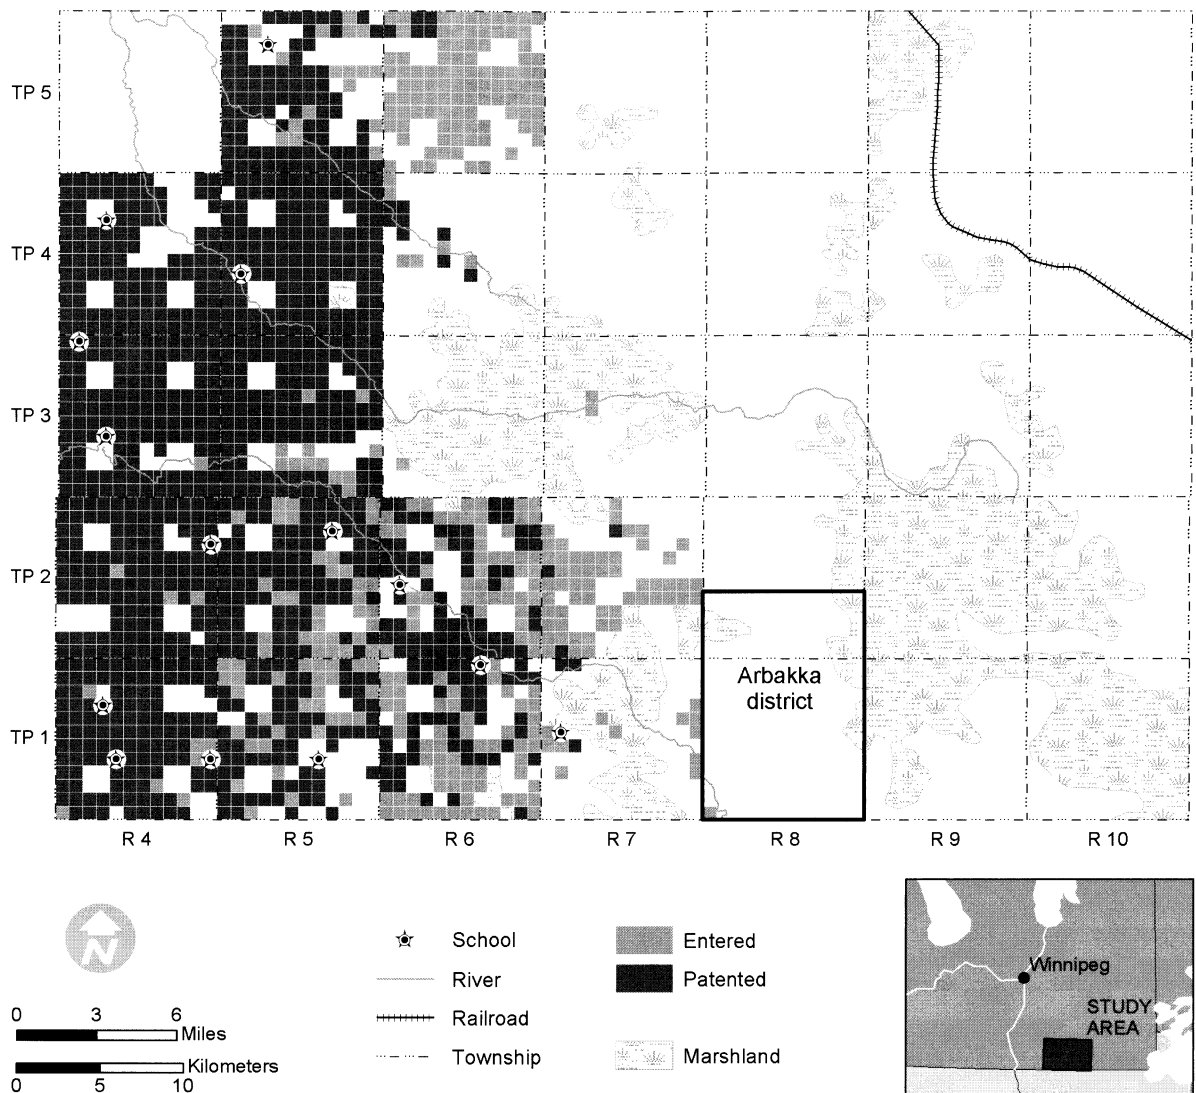 TP 5
TP 4
TP 3
TP 2
TP 1
Arbakka
district
R 4
R 5
R 6
R 7
R 8
R 9
R 10
N
0 3 6
Miles
Kilometers
0 5 10
School
River
Railroad
Township
Entered
Patented
Marshland
Winnipeg
STUDY
AREA